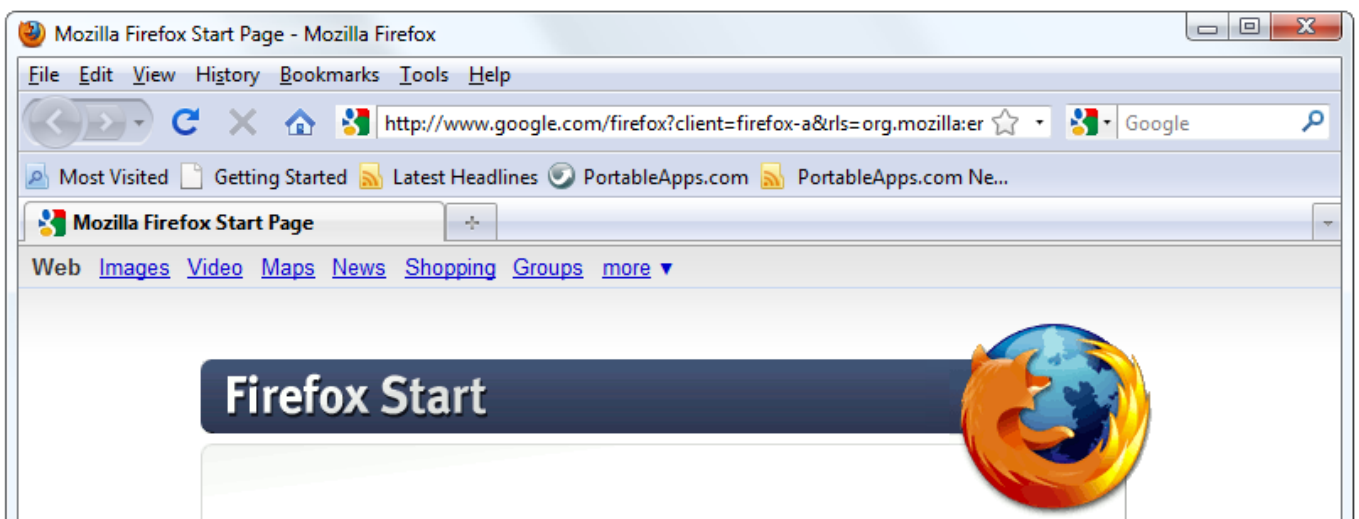 Mozilla Firefox Start Page - Mozilla Firefox
File Edit View History Bookmarks Tools Help
http://www.google.com/firefox?client=firefox-a&rls=org.mozilla:er Google
Most Visited Getting Started Latest Headlines PortableApps.com PortableApps.com Ne...
Mozilla Firefox Start Page
Web Images Video Maps News Shopping Groups more ▼
Firefox Start